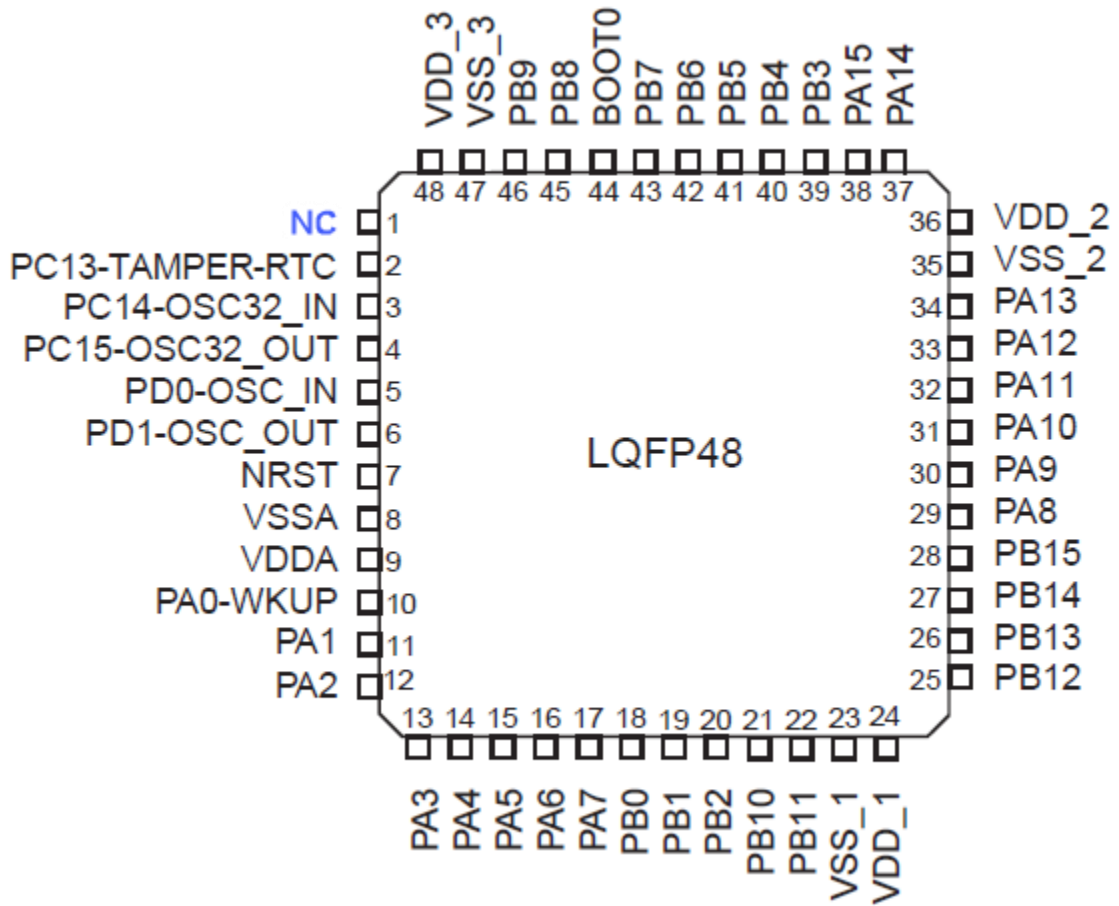 VDD_3
VSS_3
PB9
PB8
BOOT0
PB7
PB6
PB5
PB4
PB3
PA15
PA14
48 47 46 45 44 43 42 41 40 39 38 37
NC 1
PC13-TAMPER-RTC 2
PC14-OSC32_IN 3
PC15-OSC32_OUT 4
PD0-OSC_IN 5
PD1-OSC_OUT 6
NRST 7
VSSA 8
VDDA 9
PA0-WKUP 10
PA1 11
PA2 12
LQFP48
36 VDD_2
35 VSS_2
34 PA13
33 PA12
32 PA11
31 PA10
30 PA9
29 PA8
28 PB15
27 PB14
26 PB13
25 PB12
13 14 15 16 17 18 19 20 21 22 23 24
PA3
PA4
PA5
PA6
PA7
PB0
PB1
PB2
PB10
PB11
VSS_1
VDD_1